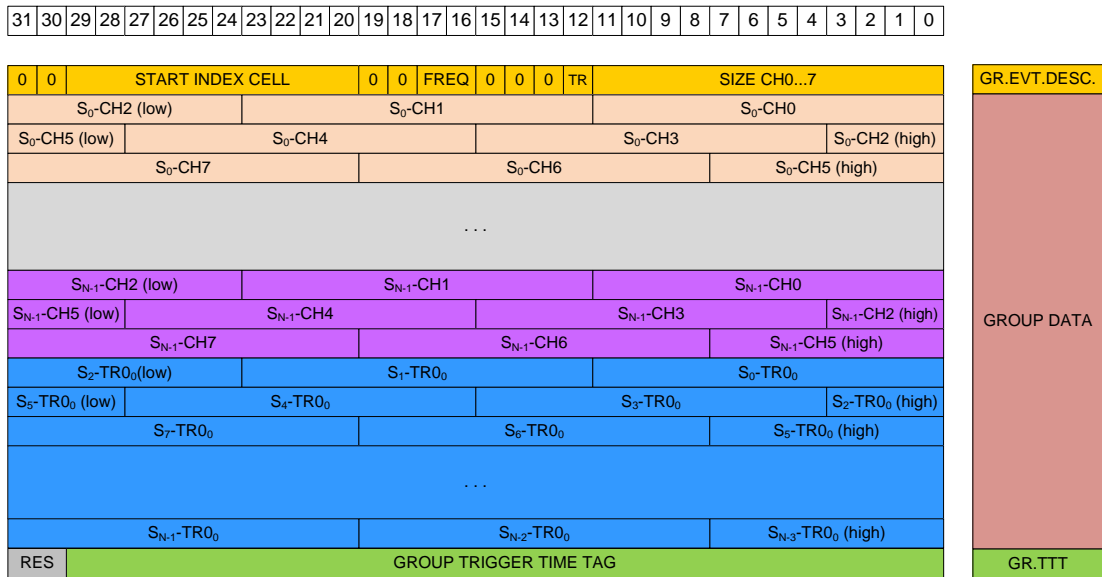 31 30 29 28 27 26 25 24 23 22 21 20 19 18 17 16 15 14 13 12 11 10 9 8 7 6 5 4 3 2 1 0
0 0 START INDEX CELL 0 0 FREQ 0 0 0 TR SIZE CH0...7 GR.EVT.DESC.
S₀-CH2 (low) S₀-CH1 S₀-CH0
S₀-CH5 (low) S₀-CH4 S₀-CH3 S₀-CH2 (high)
S₀-CH7 S₀-CH6 S₀-CH5 (high)
. . .
Sₙ₋₁-CH2 (low) Sₙ₋₁-CH1 Sₙ₋₁-CH0
Sₙ₋₁-CH5 (low) Sₙ₋₁-CH4 Sₙ₋₁-CH3 Sₙ₋₁-CH2 (high) GROUP DATA
Sₙ₋₁-CH7 Sₙ₋₁-CH6 Sₙ₋₁-CH5 (high)
S₂-TR0₀(low) S₁-TR0₀ S₀-TR0₀
S₅-TR0₀ (low) S₄-TR0₀ S₃-TR0₀ S₂-TR0₀ (high)
S₇-TR0₀ S₆-TR0₀ S₅-TR0₀ (high)
. . .
Sₙ₋₁-TR0₀ Sₙ₋₂-TR0₀ Sₙ₋₃-TR0₀ (high)
RES GROUP TRIGGER TIME TAG GR.TTT